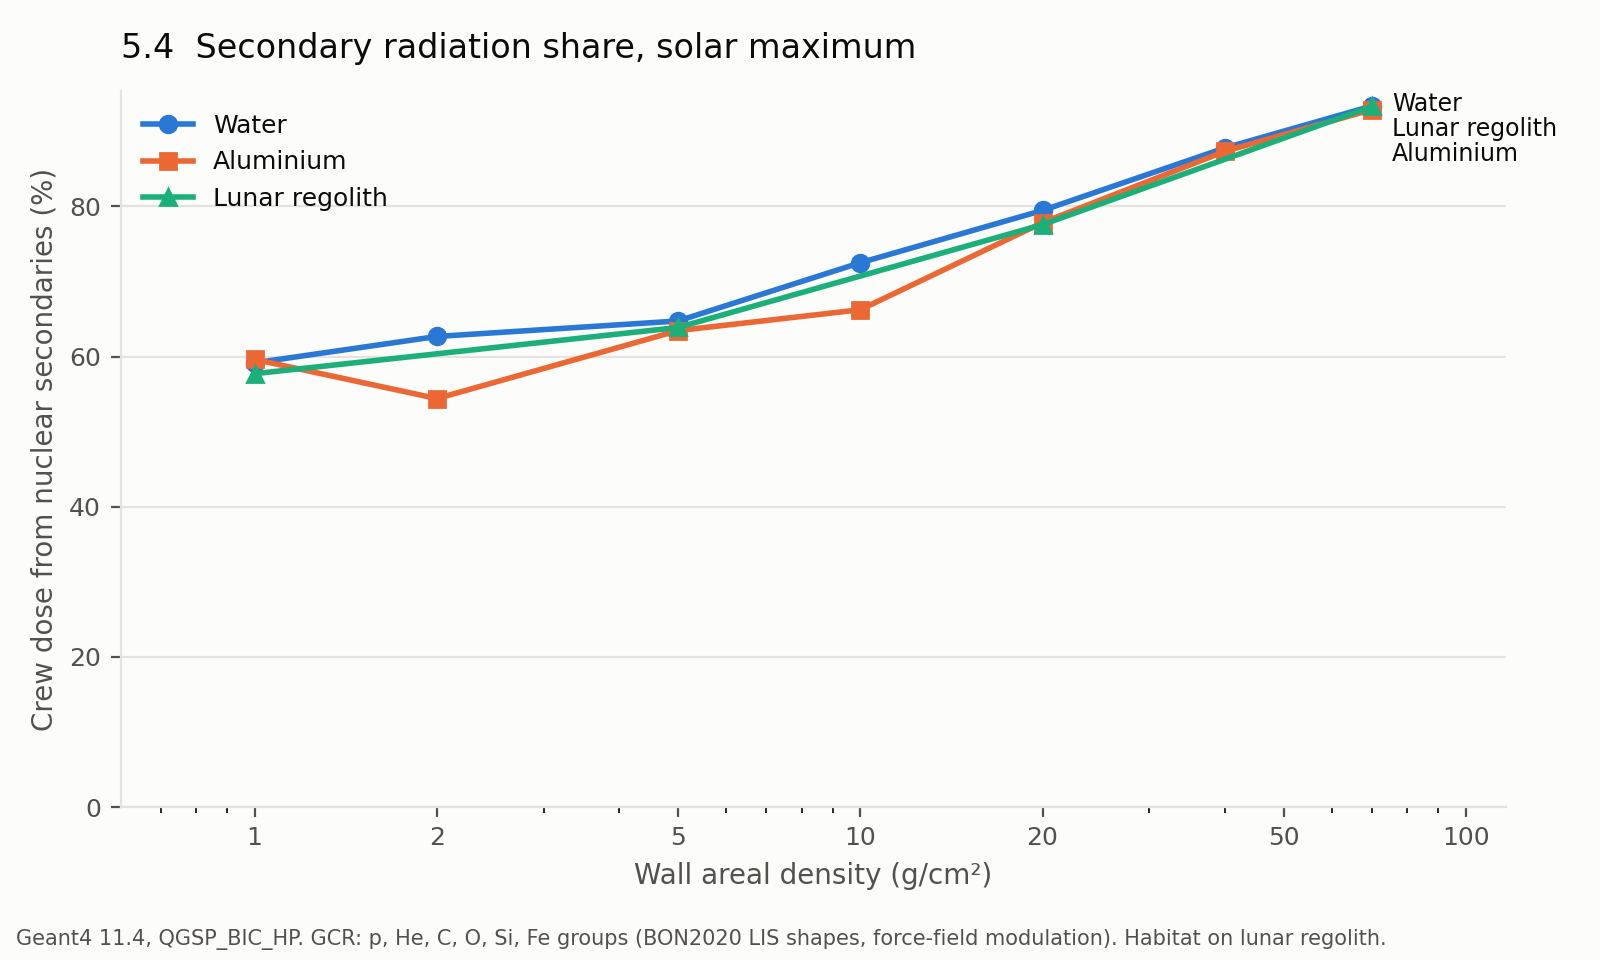 5.4 Secondary radiation share, solar maximum
Water
Aluminium
Lunar regolith
Water
Lunar regolith
Aluminium
Crew dose from nuclear secondaries (%)
80
60
40
20
0
1 2 5 10 20 50 100
Wall areal density (g/cm²)
Geant4 11.4, QGSP_BIC_HP. GCR: p, He, C, O, Si, Fe groups (BON2020 LIS shapes, force-field modulation). Habitat on lunar regolith.